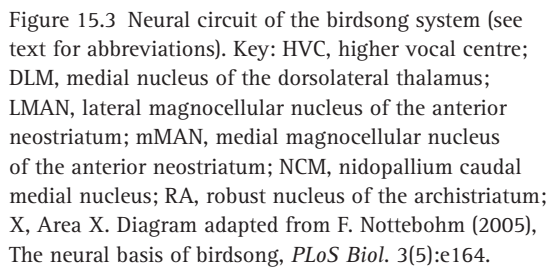 Figure 15.3 Neural circuit of the birdsong system (see
text for abbreviations). Key: HVC, higher vocal centre;
DLM, medial nucleus of the dorsolateral thalamus;
LMAN, lateral magnocellular nucleus of the anterior
neostriatum; mMAN, medial magnocellular nucleus
of the anterior neostriatum; NCM, nidopallium caudal
medial nucleus; RA, robust nucleus of the archistriatum;
X, Area X. Diagram adapted from F. Nottebohm (2005),
The neural basis of birdsong, PLoS Biol. 3(5):e164.